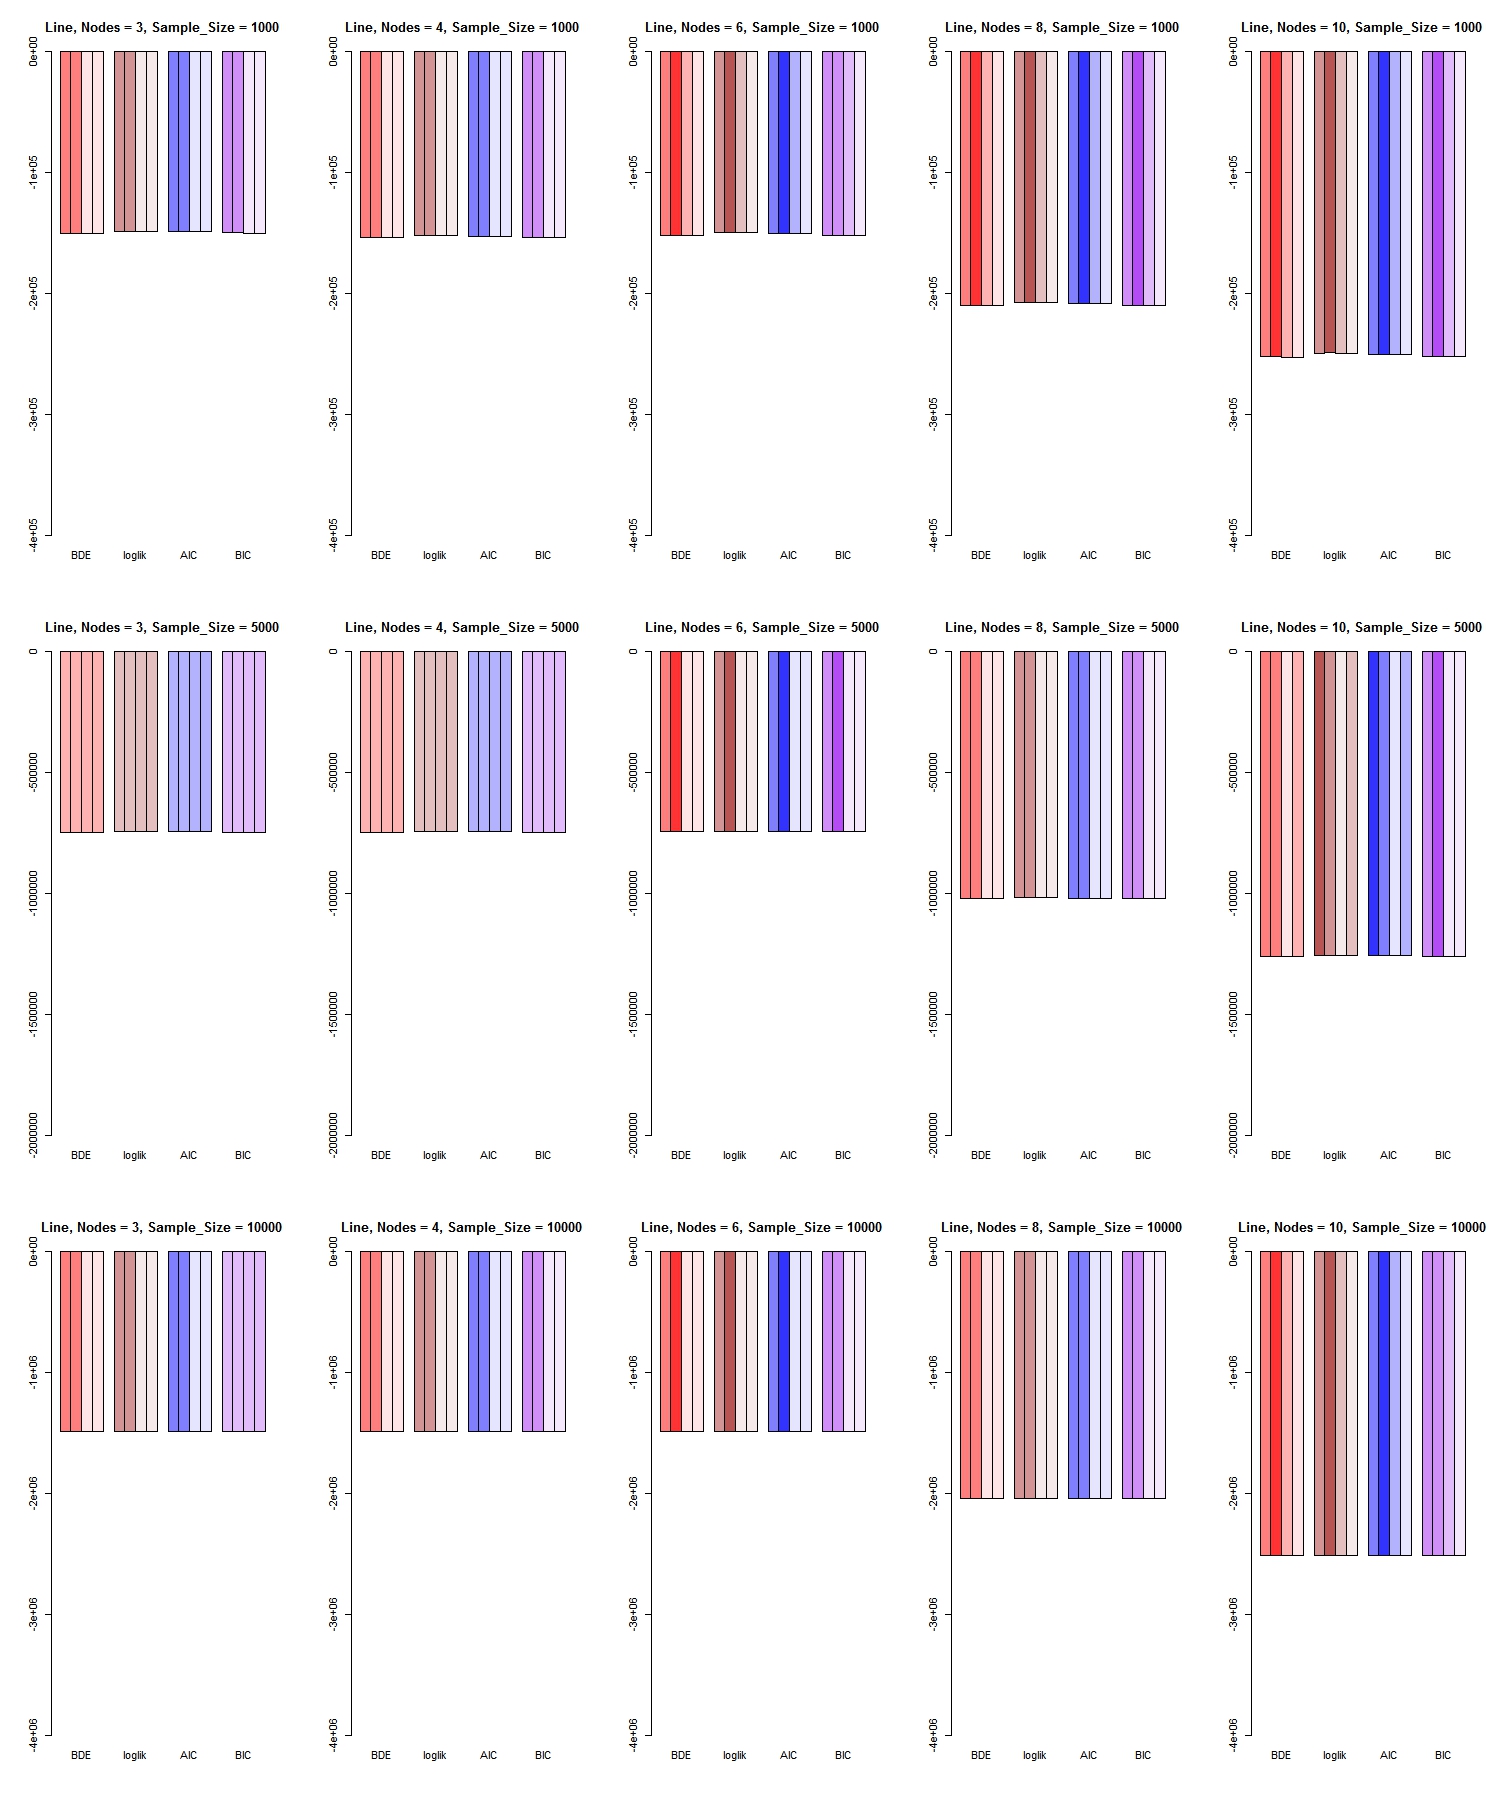 Line, Nodes = 3, Sample_Size = 1000
0e+00
-1e+05
-2e+05
-3e+05
-4e+05
BDE loglik AIC BIC
Line, Nodes = 4, Sample_Size = 1000
0e+00
-1e+05
-2e+05
-3e+05
-4e+05
BDE loglik AIC BIC
Line, Nodes = 6, Sample_Size = 1000
0e+00
-1e+05
-2e+05
-3e+05
-4e+05
BDE loglik AIC BIC
Line, Nodes = 8, Sample_Size = 1000
0e+00
-1e+05
-2e+05
-3e+05
-4e+05
BDE loglik AIC BIC
Line, Nodes = 10, Sample_Size = 1000
0e+00
-1e+05
-2e+05
-3e+05
-4e+05
BDE loglik AIC BIC
Line, Nodes = 3, Sample_Size = 5000
0
-500000
-1000000
-1500000
-2000000
BDE loglik AIC BIC
Line, Nodes = 4, Sample_Size = 5000
0
-500000
-1000000
-1500000
-2000000
BDE loglik AIC BIC
Line, Nodes = 6, Sample_Size = 5000
0
-500000
-1000000
-1500000
-2000000
BDE loglik AIC BIC
Line, Nodes = 8, Sample_Size = 5000
0
-500000
-1000000
-1500000
-2000000
BDE loglik AIC BIC
Line, Nodes = 10, Sample_Size = 5000
0
-500000
-1000000
-1500000
-2000000
BDE loglik AIC BIC
Line, Nodes = 3, Sample_Size = 10000
0e+00
-1e+06
-2e+06
-3e+06
-4e+06
BDE loglik AIC BIC
Line, Nodes = 4, Sample_Size = 10000
0e+00
-1e+06
-2e+06
-3e+06
-4e+06
BDE loglik AIC BIC
Line, Nodes = 6, Sample_Size = 10000
0e+00
-1e+06
-2e+06
-3e+06
-4e+06
BDE loglik AIC BIC
Line, Nodes = 8, Sample_Size = 10000
0e+00
-1e+06
-2e+06
-3e+06
-4e+06
BDE loglik AIC BIC
Line, Nodes = 10, Sample_Size = 10000
0e+00
-1e+06
-2e+06
-3e+06
-4e+06
BDE loglik AIC BIC